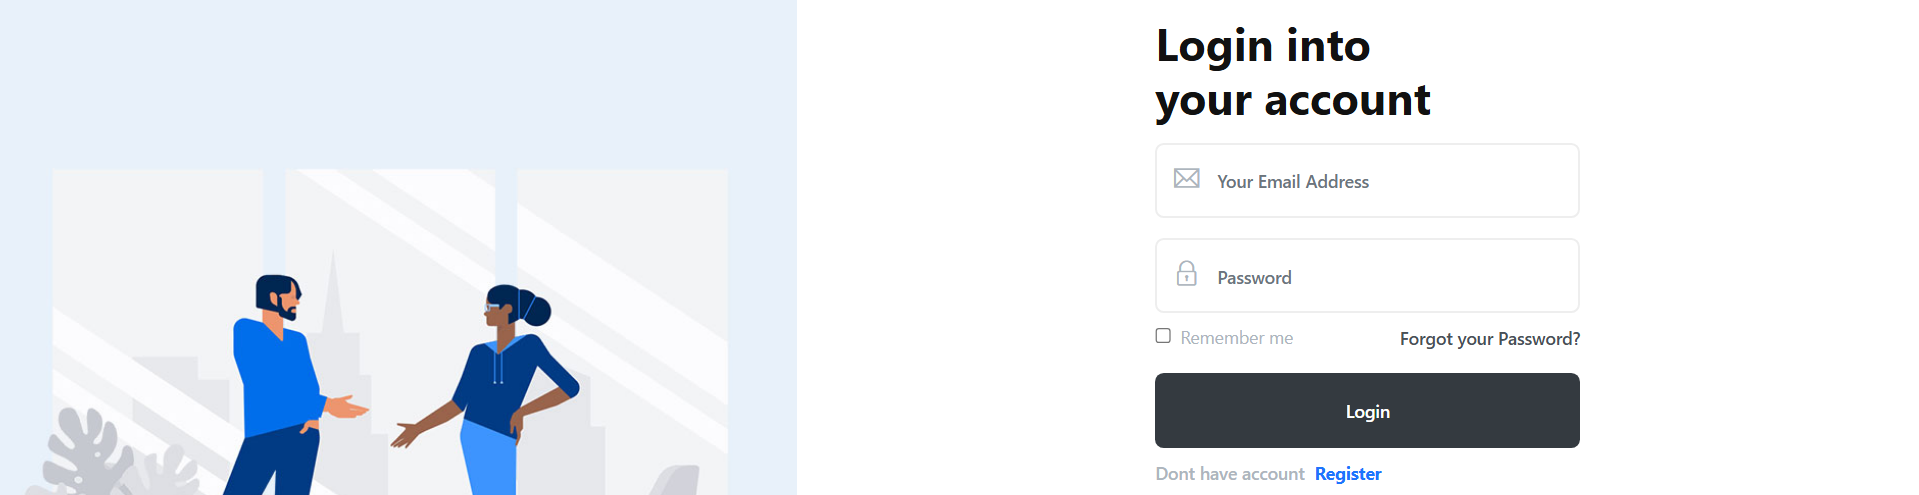 Login into
your account
Your Email Address
Password
Remember me Forgot your Password?
Login
Dont have account Register